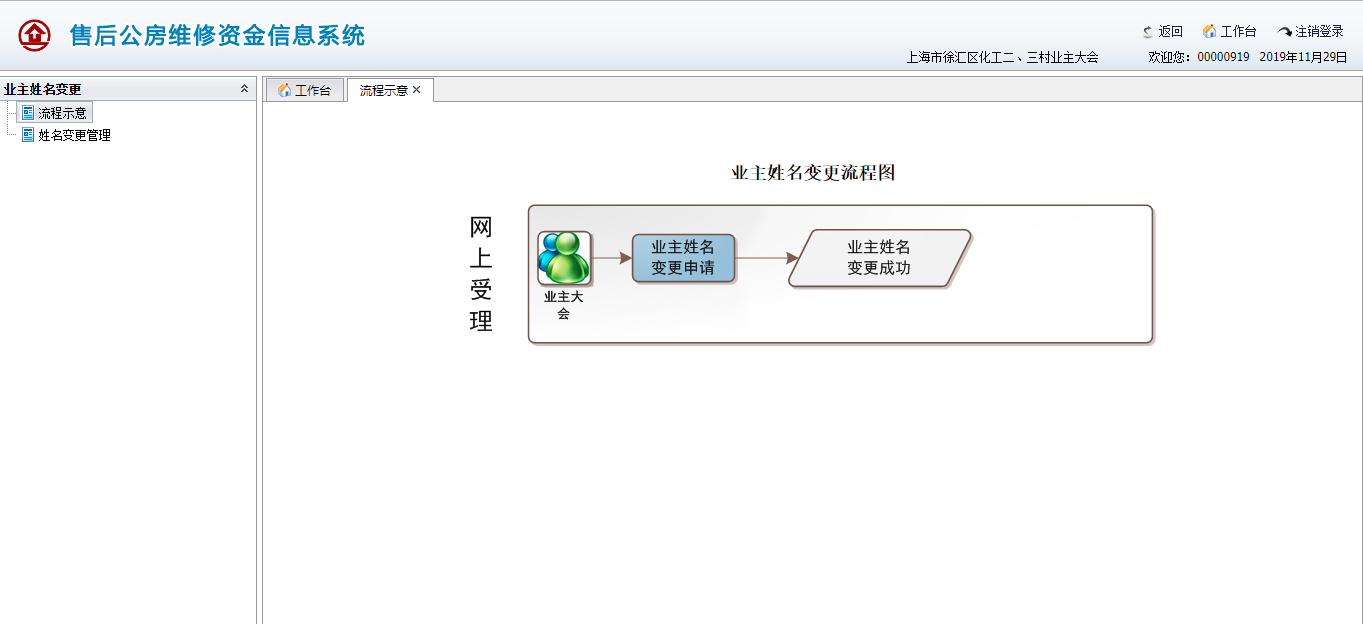 售后公房维修资金信息系统
返回 工作台 注销登录
上海市徐汇区化工二、三村业主大会 欢迎您：00000919 2019年11月29日
业主姓名变更
流程示意
姓名变更管理
工作台 流程示意
业主姓名变更流程图
网上受理
业主大
会
业主姓名
变更申请
业主姓名
变更成功